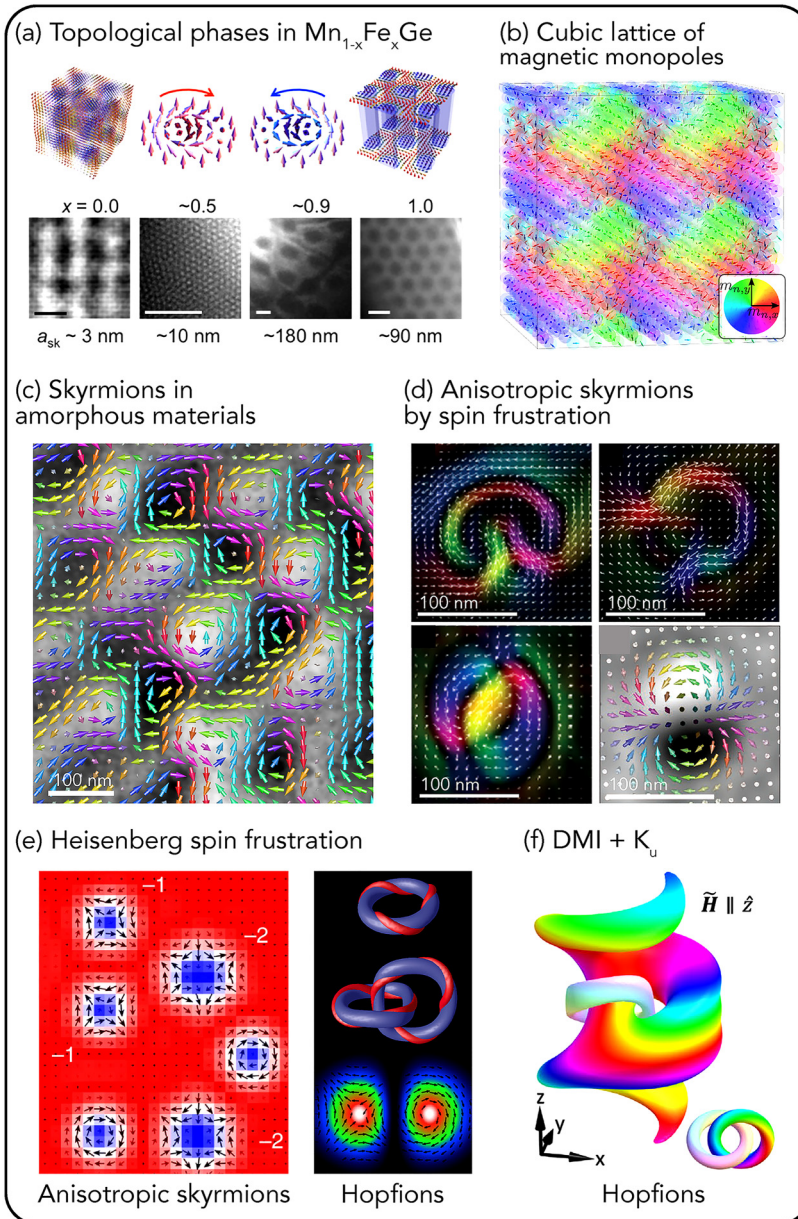 (a) Topological phases in Mn1-xFexGe
x = 0.0 ~0.5 ~0.9 1.0
ask ~ 3 nm ~10 nm ~180 nm ~90 nm
(b) Cubic lattice of
magnetic monopoles
mn,y
mn,x
(c) Skyrmions in
amorphous materials
100 nm
(d) Anisotropic skyrmions
by spin frustration
100 nm 100 nm
100 nm 100 nm
(e) Heisenberg spin frustration
−1
−2
−1
−2
Anisotropic skyrmions Hopfions
(f) DMI + Ku
H̃ ∥ ẑ
z
y
x
Hopfions